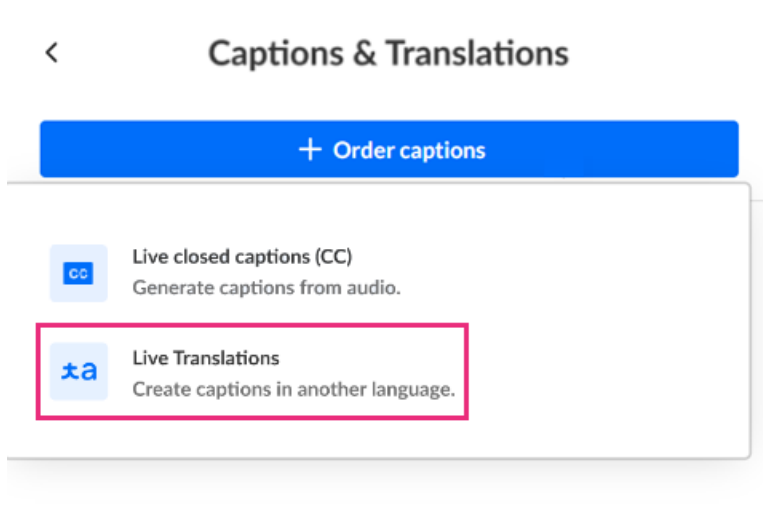 Captions & Translations
+ Order captions
CC
Live closed captions (CC)
Generate captions from audio.
Live Translations
Create captions in another language.